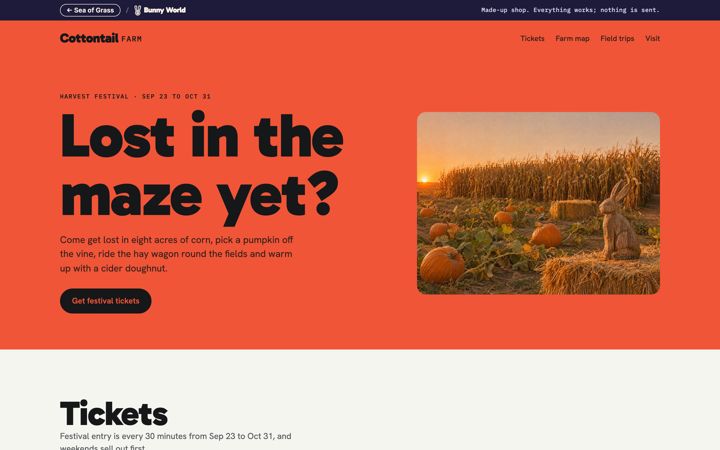 ← Sea of Grass / Bunny World
Made-up shop. Everything works; nothing is sent.
Cottontail FARM
Tickets Farm map Field trips Visit
HARVEST FESTIVAL · SEP 23 TO OCT 31
Lost in the
maze yet?
Come get lost in eight acres of corn, pick a pumpkin off
the vine, ride the hay wagon round the fields and warm
up with a cider doughnut.
Get festival tickets
Tickets
Festival entry is every 30 minutes from Sep 23 to Oct 31, and
weekends sell out first.